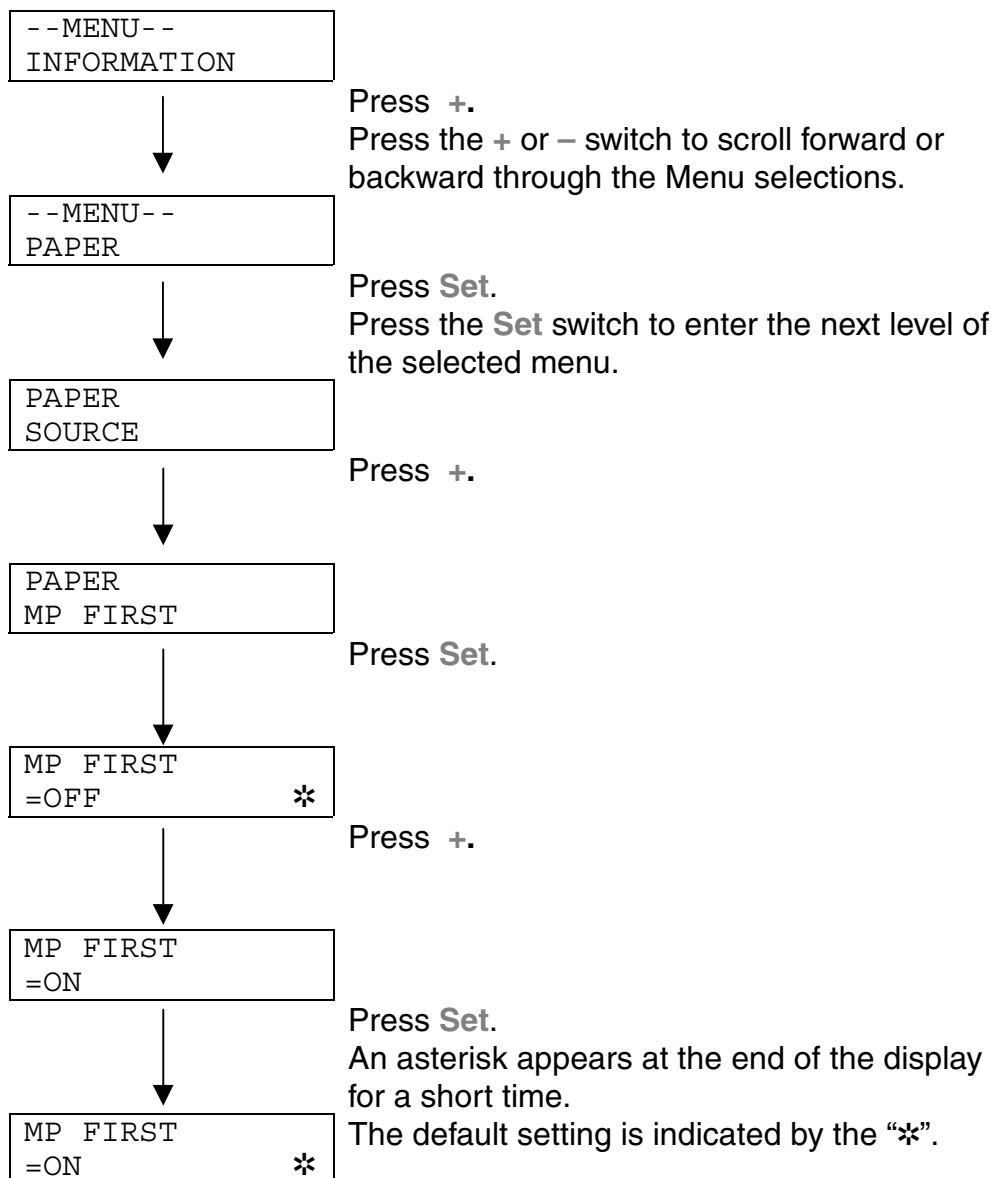 --MENU--
INFORMATION
Press +.
Press the + or – switch to scroll forward or
backward through the Menu selections.
--MENU--
PAPER
Press Set.
Press the Set switch to enter the next level of
the selected menu.
PAPER
SOURCE
Press +.
PAPER
MP FIRST
Press Set.
MP FIRST
=OFF ✲
Press +.
MP FIRST
=ON
Press Set.
An asterisk appears at the end of the display
for a short time.
The default setting is indicated by the “✲”.
MP FIRST
=ON ✲